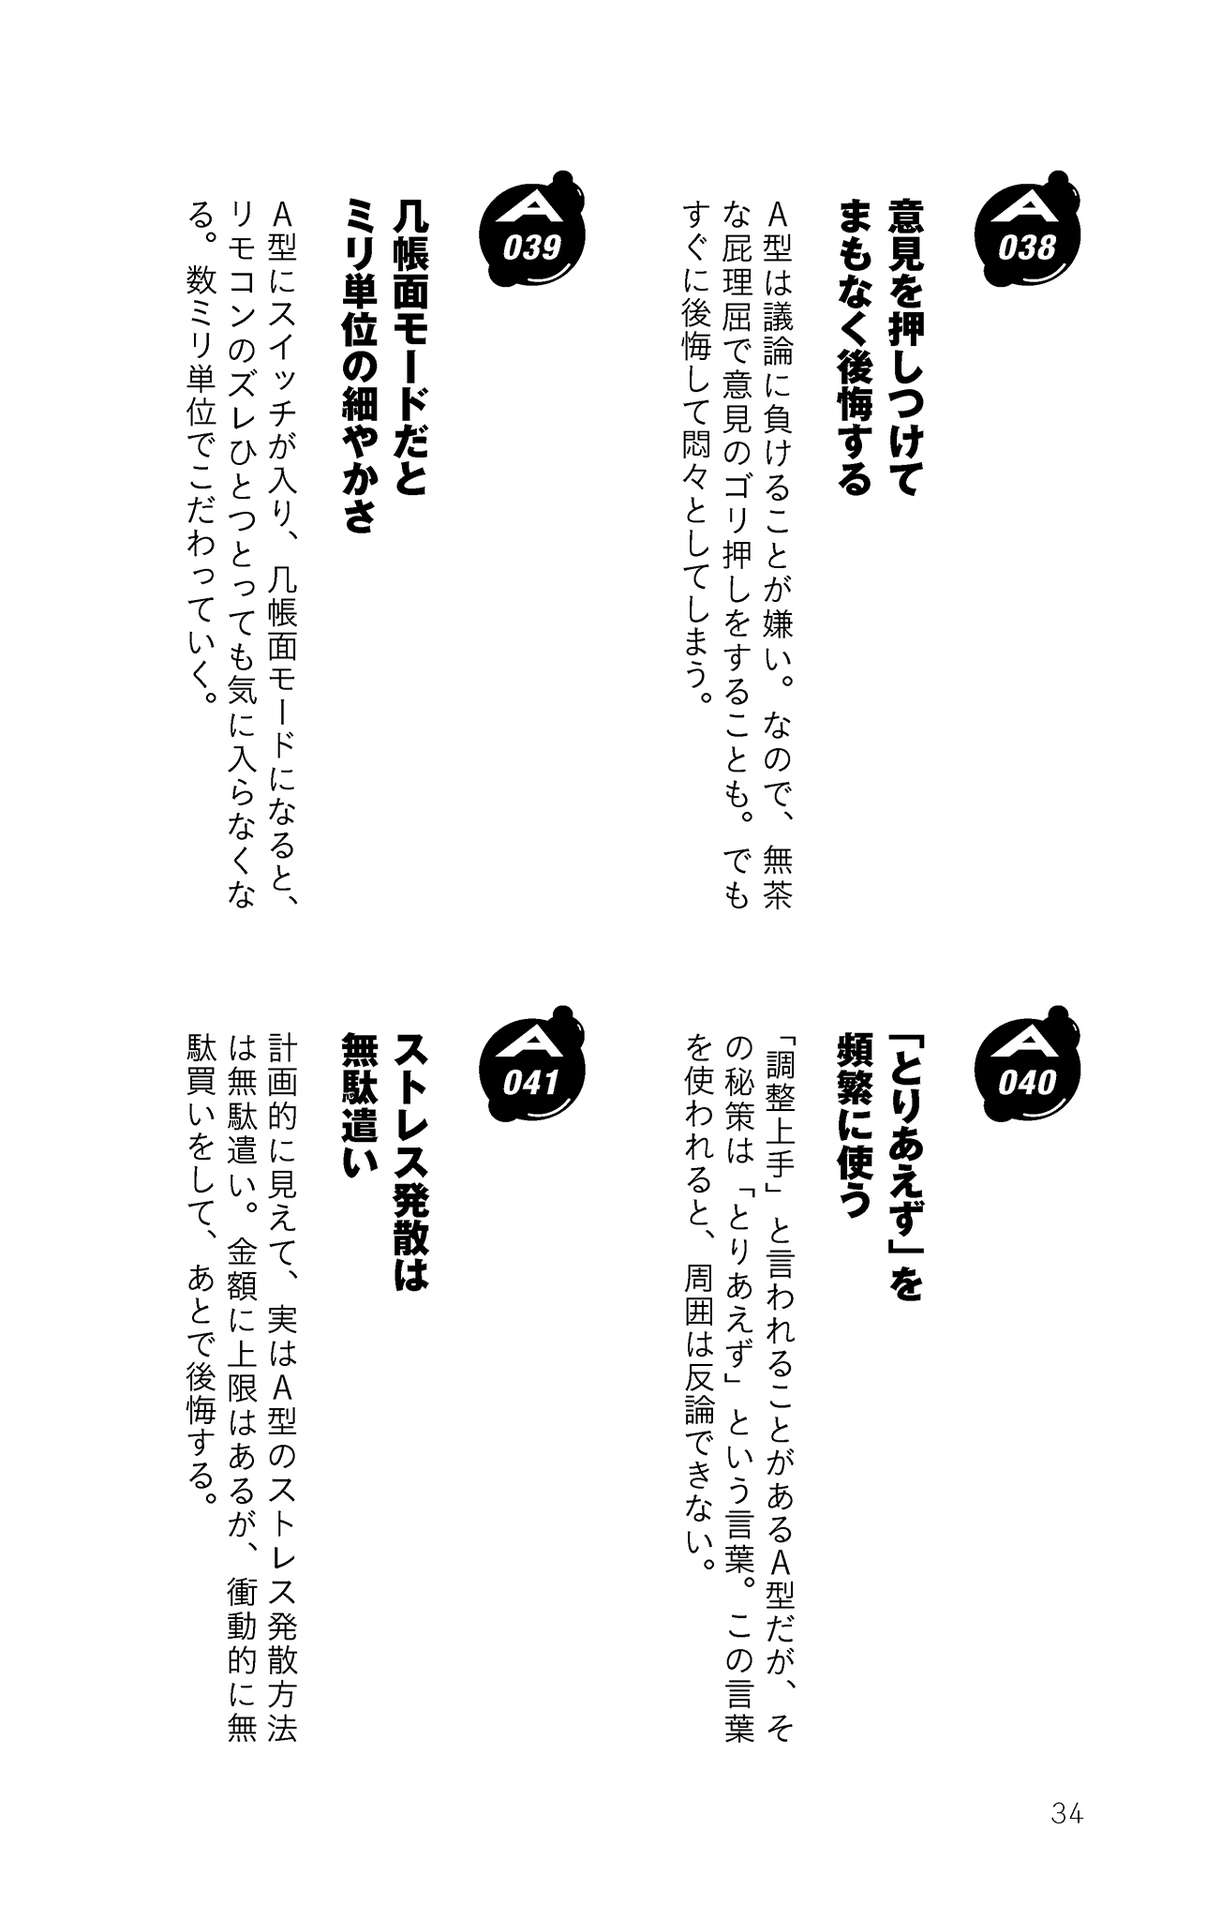 A
038
意見を押しつけて
まもなく後悔する
A型は議論に負けることが嫌い。なので、無茶
な屁理屈で意見のゴリ押しをすることも。でも
すぐに後悔して悶々としてしまう。
A
039
几帳面モードだと
ミリ単位の細やかさ
A型にスイッチが入り、几帳面モードになると、
リモコンのズレひとつとっても気に入らなくな
る。数ミリ単位でこだわっていく。
A
040
「とりあえず」を
頻繁に使う
「調整上手」と言われることがあるA型だが、そ
の秘策は「とりあえず」という言葉。この言葉
を使われると、周囲は反論できない。
A
041
ストレス発散は
無駄遣い
計画的に見えて、実はA型のストレス発散方法
は無駄遣い。金額に上限はあるが、衝動的に無
駄買いをして、あとで後悔する。
34